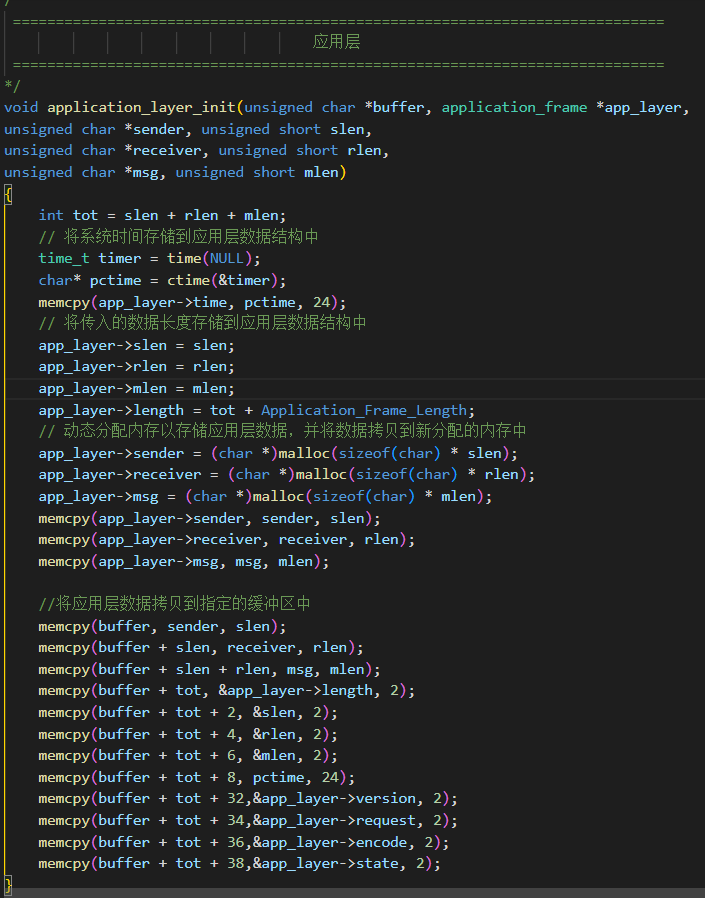 /
============================================================================
应用层
============================================================================
*/
void application_layer_init(unsigned char *buffer, application_frame *app_layer,
unsigned char *sender, unsigned short slen,
unsigned char *receiver, unsigned short rlen,
unsigned char *msg, unsigned short mlen)
{
    int tot = slen + rlen + mlen;
    // 将系统时间存储到应用层数据结构中
    time_t timer = time(NULL);
    char* pctime = ctime(&timer);
    memcpy(app_layer->time, pctime, 24);
    // 将传入的数据长度存储到应用层数据结构中
    app_layer->slen = slen;
    app_layer->rlen = rlen;
    app_layer->mlen = mlen;
    app_layer->length = tot + Application_Frame_Length;
    // 动态分配内存以存储应用层数据，并将数据拷贝到新分配的内存中
    app_layer->sender = (char *)malloc(sizeof(char) * slen);
    app_layer->receiver = (char *)malloc(sizeof(char) * rlen);
    app_layer->msg = (char *)malloc(sizeof(char) * mlen);
    memcpy(app_layer->sender, sender, slen);
    memcpy(app_layer->receiver, receiver, rlen);
    memcpy(app_layer->msg, msg, mlen);
    //将应用层数据拷贝到指定的缓冲区中
    memcpy(buffer, sender, slen);
    memcpy(buffer + slen, receiver, rlen);
    memcpy(buffer + slen + rlen, msg, mlen);
    memcpy(buffer + tot, &app_layer->length, 2);
    memcpy(buffer + tot + 2, &slen, 2);
    memcpy(buffer + tot + 4, &rlen, 2);
    memcpy(buffer + tot + 6, &mlen, 2);
    memcpy(buffer + tot + 8, pctime, 24);
    memcpy(buffer + tot + 32,&app_layer->version, 2);
    memcpy(buffer + tot + 34,&app_layer->request, 2);
    memcpy(buffer + tot + 36,&app_layer->encode, 2);
    memcpy(buffer + tot + 38,&app_layer->state, 2);
}